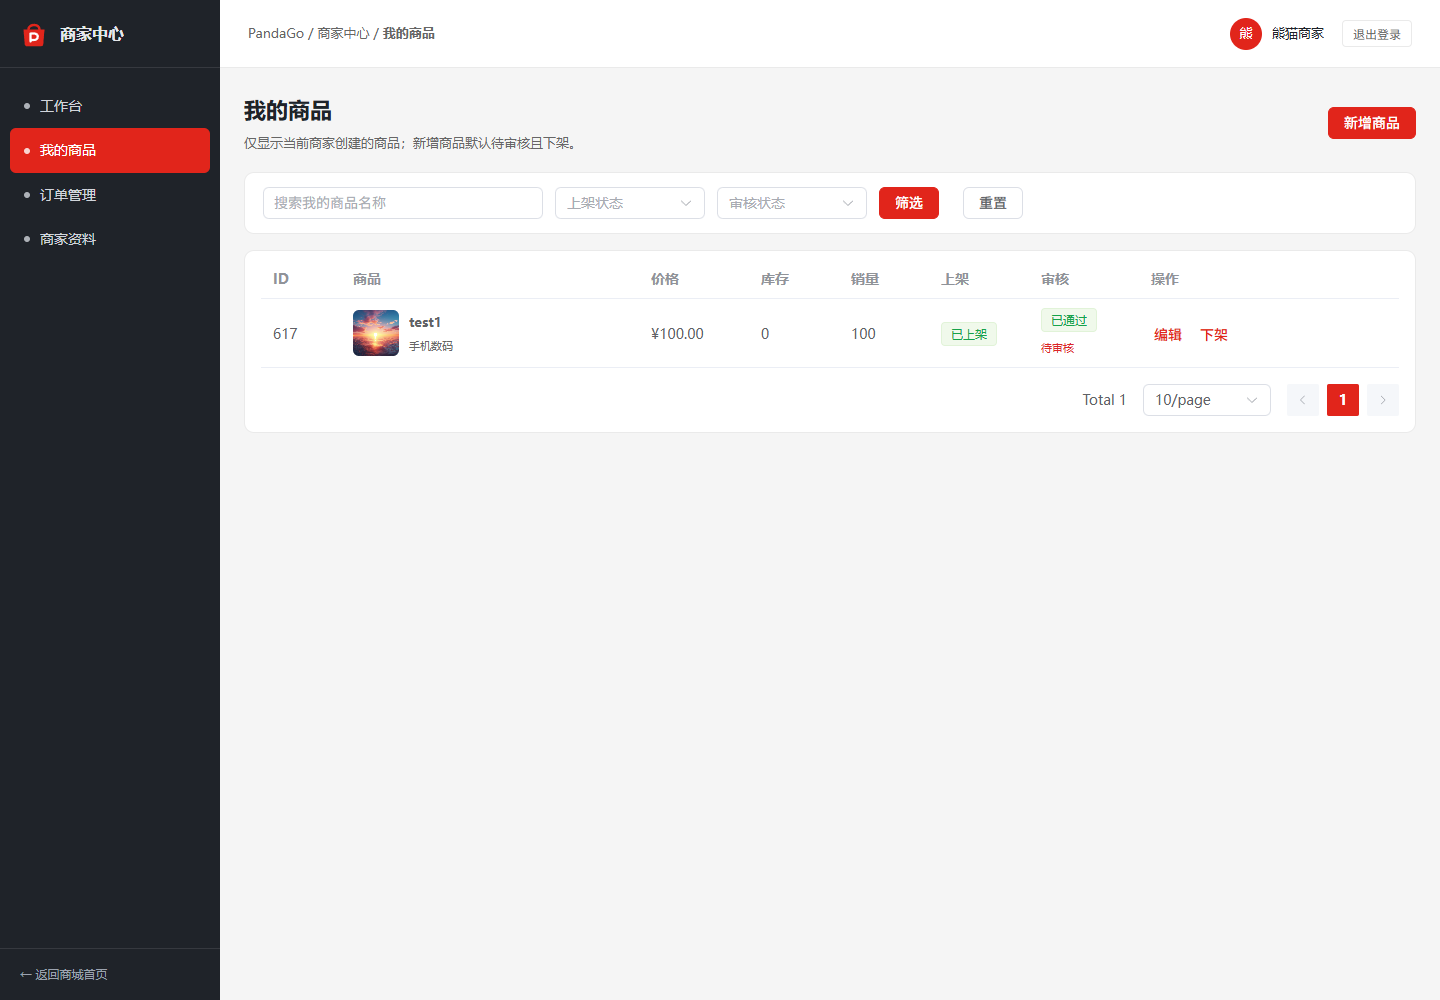 商家中心
PandaGo / 商家中心 / 我的商品
熊 熊猫商家 退出登录
工作台
我的商品
订单管理
商家资料
← 返回商城首页
我的商品
仅显示当前商家创建的商品；新增商品默认待审核且下架。
新增商品
搜索我的商品名称 上架状态 审核状态 筛选 重置
ID 商品 价格 库存 销量 上架 审核 操作
617 test1 手机数码 ¥100.00 0 100 已上架 已通过 待审核 编辑 下架
Total 1 10/page 1